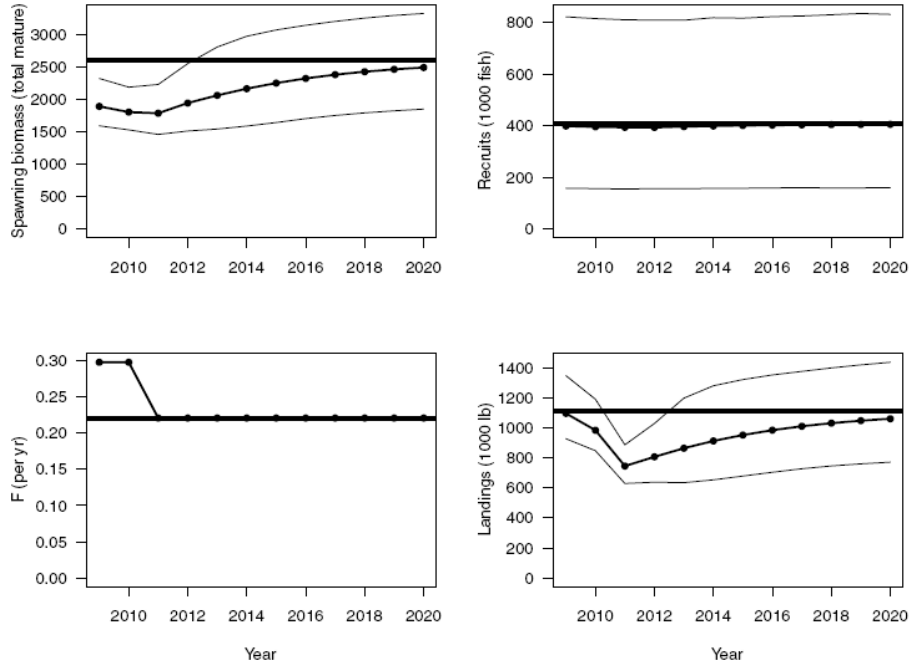 Spawning biomass (total mature)
3000
2500
2000
1500
1000
500
0
2010 2012 2014 2016 2018 2020
Recruits (1000 fish)
800
600
400
200
0
2010 2012 2014 2016 2018 2020
F (per yr)
0.30
0.25
0.20
0.15
0.10
0.05
0.00
2010 2012 2014 2016 2018 2020
Year
Landings (1000 lb)
1400
1200
1000
800
600
400
200
0
2010 2012 2014 2016 2018 2020
Year